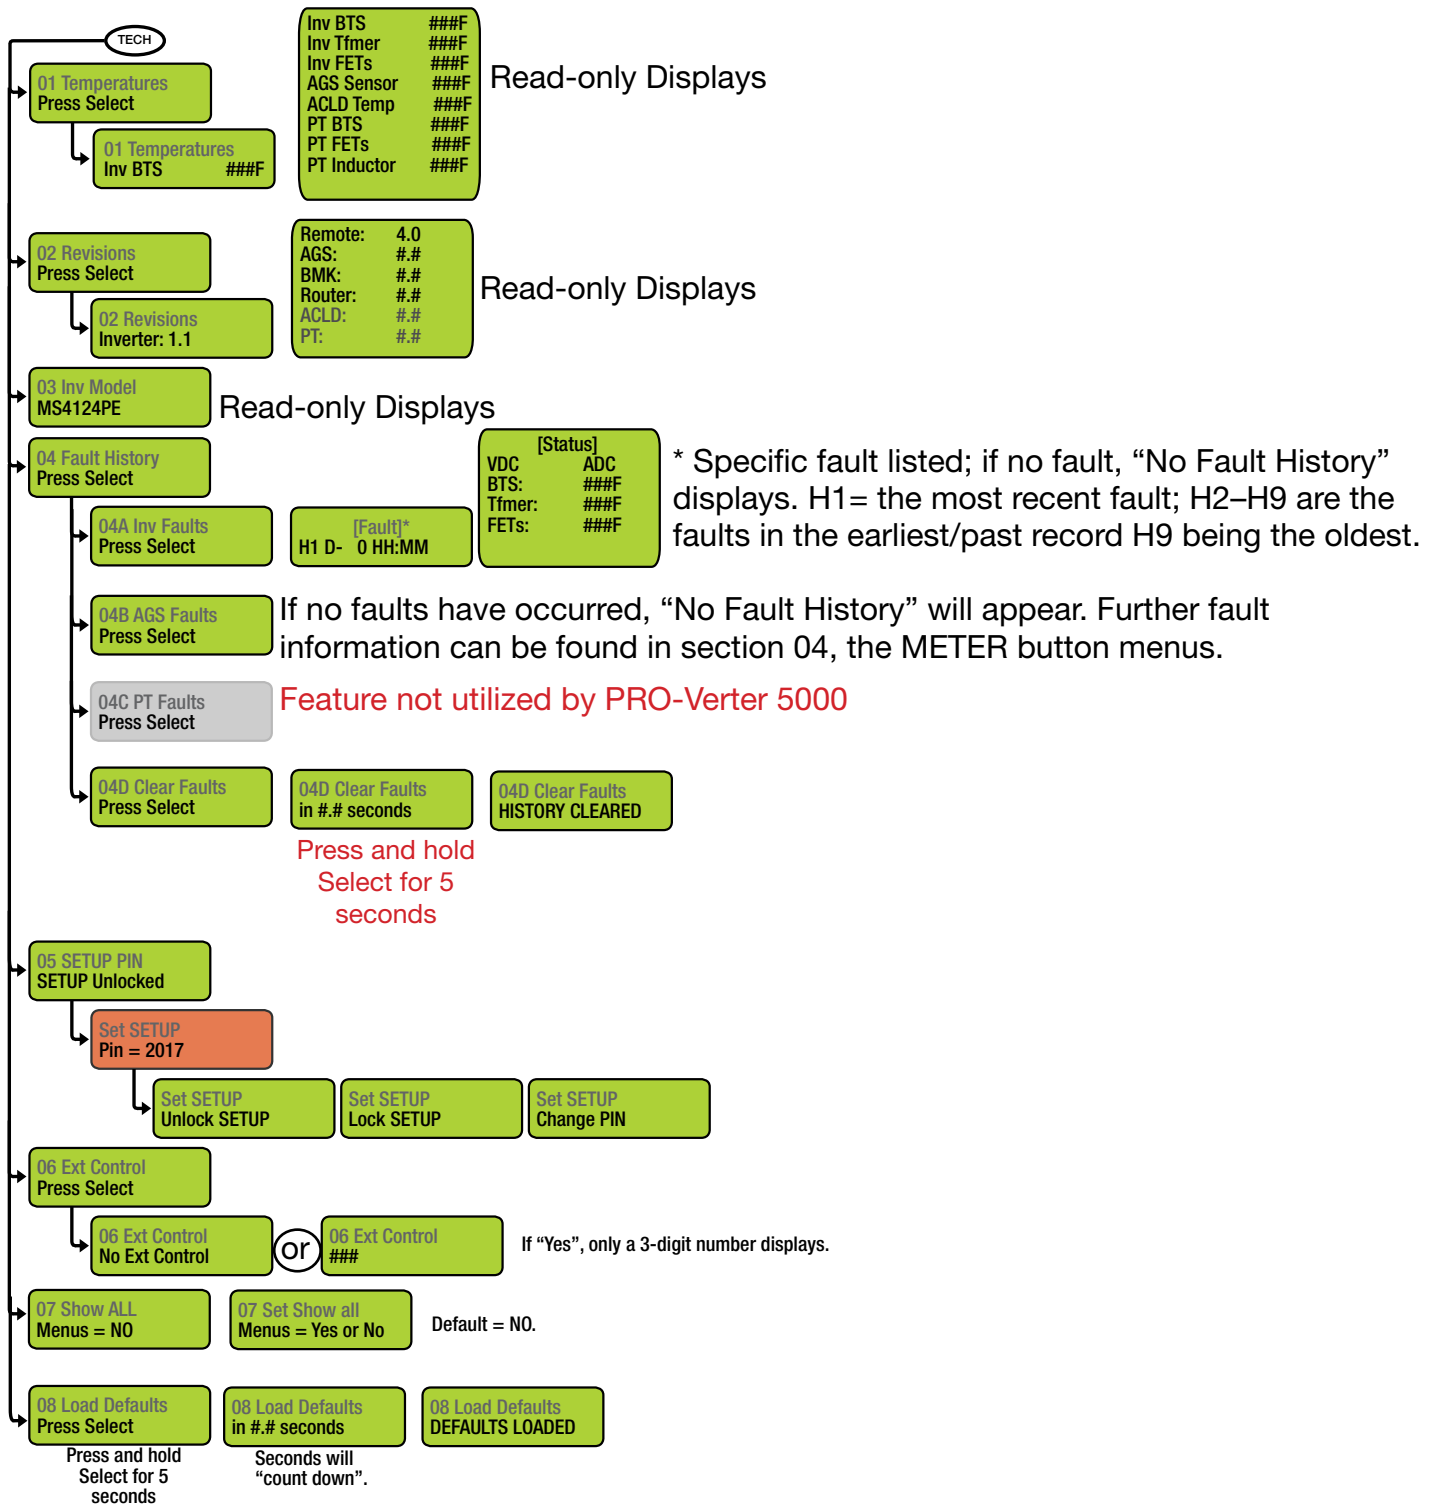 TECH
01 Temperatures
Press Select
01 Temperatures
Inv BTS ###F
Inv BTS ###F
Inv Tfmer ###F
Inv FETs ###F
AGS Sensor ###F
ACLD Temp ###F
PT BTS ###F
PT FETs ###F
PT Inductor ###F
Read-only Displays
02 Revisions
Press Select
02 Revisions
Inverter: 1.1
Remote: 4.0
AGS: #.#
BMK: #.#
Router: #.#
ACLD: #.#
PT: #.#
Read-only Displays
03 Inv Model
MS4124PE
Read-only Displays
04 Fault History
Press Select
04A Inv Faults
Press Select
[Fault]*
H1 D- 0 HH:MM
[Status]
VDC ADC
BTS: ###F
Tfmer: ###F
FETs: ###F
* Specific fault listed; if no fault, “No Fault History”
displays. H1= the most recent fault; H2–H9 are the
faults in the earliest/past record H9 being the oldest.
04B AGS Faults
Press Select
If no faults have occurred, “No Fault History” will appear. Further fault
information can be found in section 04, the METER button menus.
04C PT Faults
Press Select
Feature not utilized by PRO-Verter 5000
04D Clear Faults
Press Select
04D Clear Faults
in #.# seconds
04D Clear Faults
HISTORY CLEARED
Press and hold
Select for 5
seconds
05 SETUP PIN
SETUP Unlocked
Set SETUP
Pin = 2017
Set SETUP
Unlock SETUP
Set SETUP
Lock SETUP
Set SETUP
Change PIN
06 Ext Control
Press Select
06 Ext Control
No Ext Control
or
06 Ext Control
###
If “Yes”, only a 3-digit number displays.
07 Show ALL
Menus = NO
07 Set Show all
Menus = Yes or No
Default = NO.
08 Load Defaults
Press Select
08 Load Defaults
in #.# seconds
08 Load Defaults
DEFAULTS LOADED
Press and hold
Select for 5
seconds
Seconds will
“count down”.